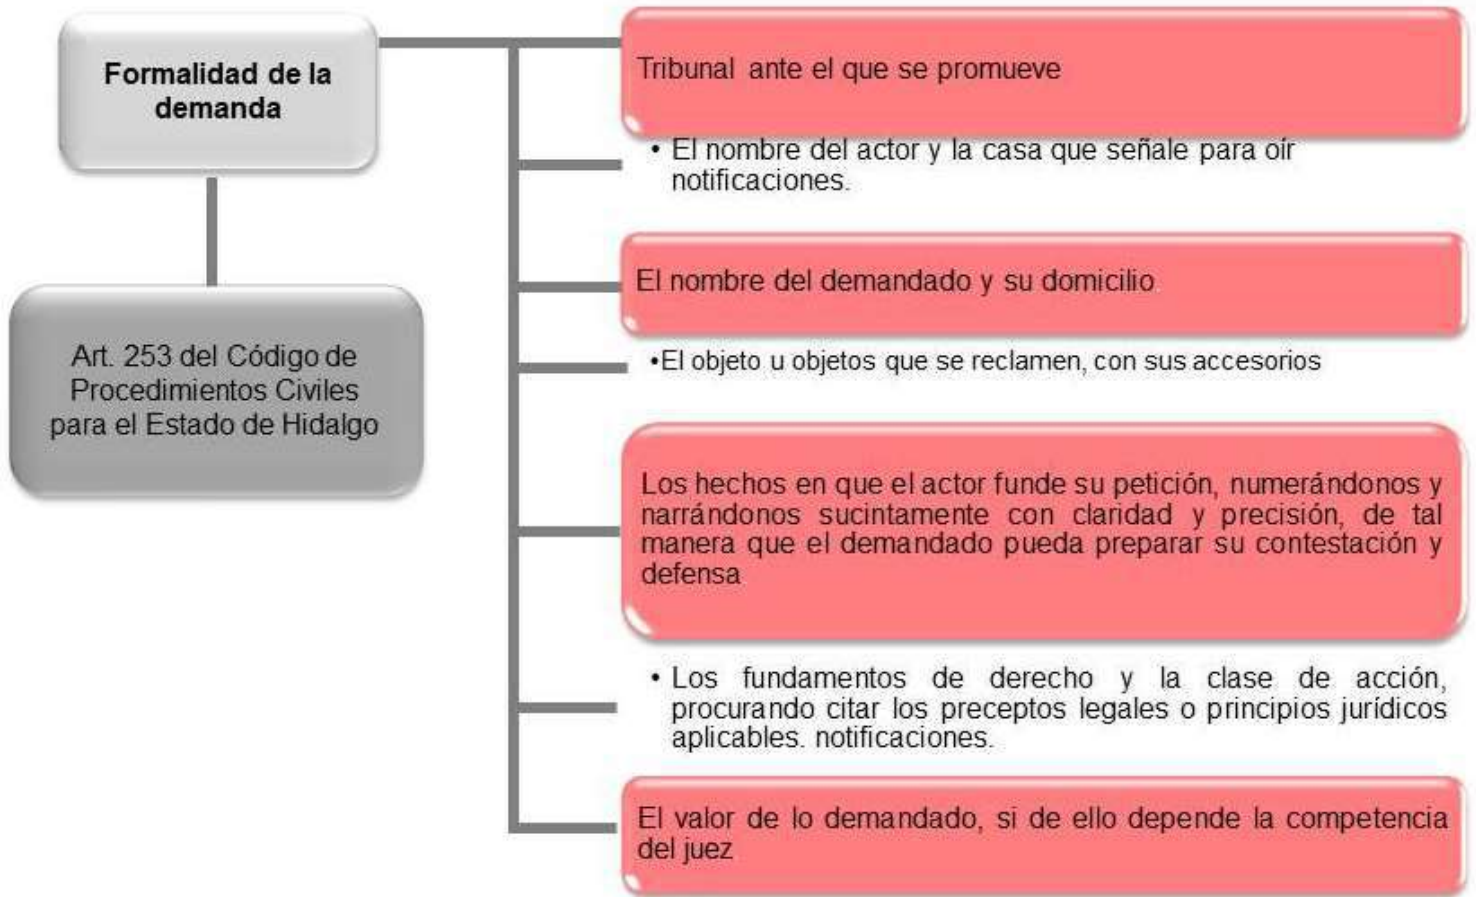 Formalidad de la
demanda
Art. 253 del Código de
Procedimientos Civiles
para el Estado de Hidalgo
Tribunal ante el que se promueve
• El nombre del actor y la casa que señale para oír
notificaciones.
El nombre del demandado y su domicilio
•El objeto u objetos que se reclamen, con sus accesorios
Los hechos en que el actor funde su petición, numerándonos y
narrándonos sucintamente con claridad y precisión, de tal
manera que el demandado pueda preparar su contestación y
defensa
• Los fundamentos de derecho y la clase de acción,
procurando citar los preceptos legales o principios jurídicos
aplicables. notificaciones.
El valor de lo demandado, si de ello depende la competencia
del juez